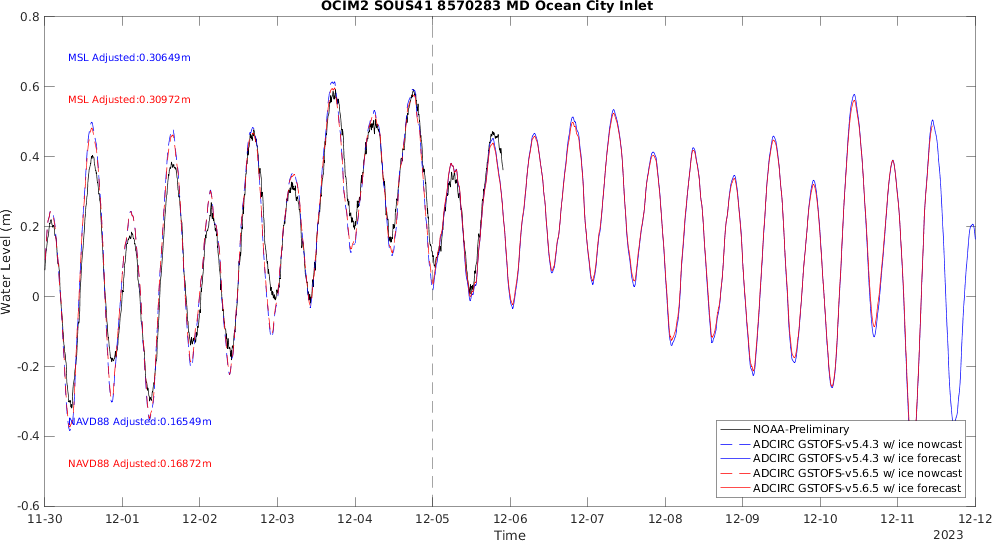 OCIM2 SOUS41 8570283 MD Ocean City Inlet
0.8
0.6
0.4
0.2
0
-0.2
-0.4
-0.6
Water Level (m)
MSL Adjusted:0.30649m
MSL Adjusted:0.30972m
NAVD88 Adjusted:0.16549m
NAVD88 Adjusted:0.16872m
NOAA-Preliminary
ADCIRC GSTOFS-v5.4.3 w/ ice nowcast
ADCIRC GSTOFS-v5.4.3 w/ ice forecast
ADCIRC GSTOFS-v5.6.5 w/ ice nowcast
ADCIRC GSTOFS-v5.6.5 w/ ice forecast
11-30 12-01 12-02 12-03 12-04 12-05 12-06 12-07 12-08 12-09 12-10 12-11 12-12
Time
2023